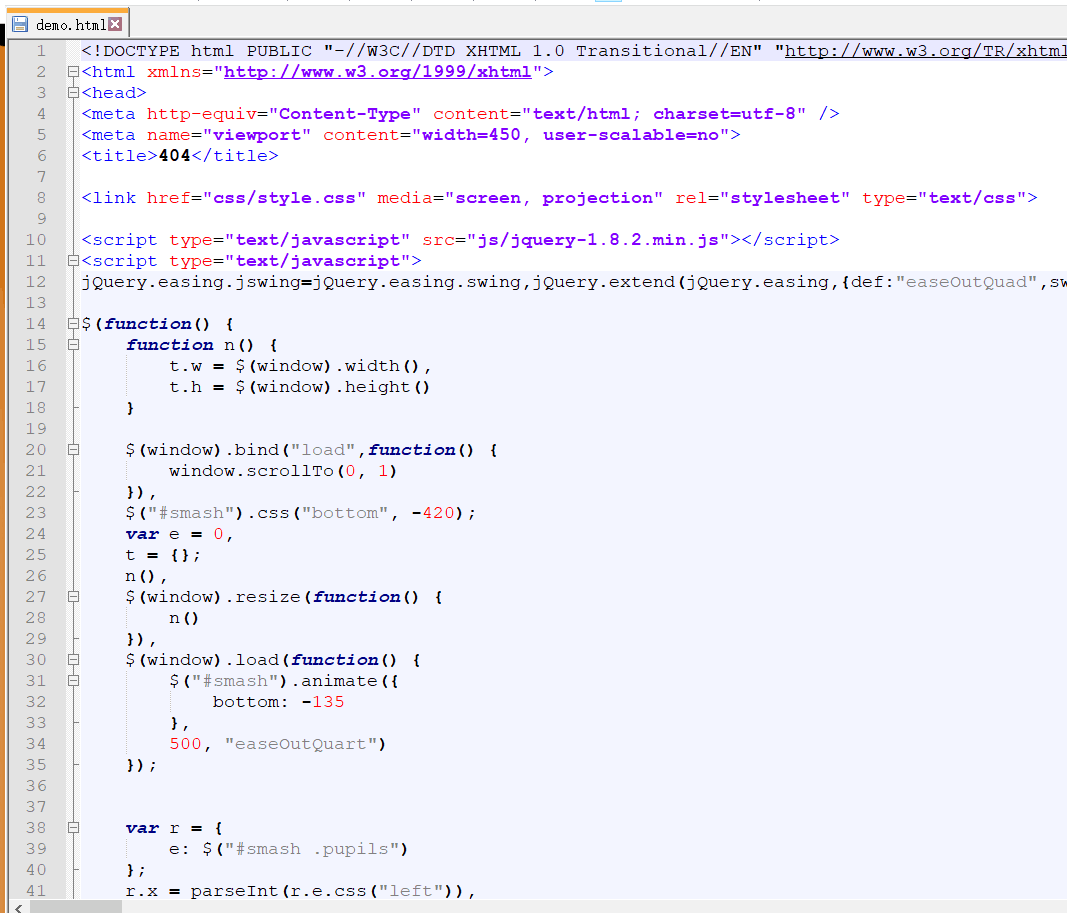 demo.html
1 <!DOCTYPE html PUBLIC "-//W3C//DTD XHTML 1.0 Transitional//EN" "http://www.w3.org/TR/xhtml
2 <html xmlns="http://www.w3.org/1999/xhtml">
3 <head>
4 <meta http-equiv="Content-Type" content="text/html; charset=utf-8" />
5 <meta name="viewport" content="width=450, user-scalable=no">
6 <title>404</title>
7
8 <link href="css/style.css" media="screen, projection" rel="stylesheet" type="text/css">
9
10 <script type="text/javascript" src="js/jquery-1.8.2.min.js"></script>
11 <script type="text/javascript">
12 jQuery.easing.jswing=jQuery.easing.swing,jQuery.extend(jQuery.easing,{def:"easeOutQuad",sw
13
14 $(function() {
15 function n() {
16 t.w = $(window).width(),
17 t.h = $(window).height()
18 }
19
20 $(window).bind("load",function() {
21 window.scrollTo(0, 1)
22 }),
23 $("#smash").css("bottom", -420);
24 var e = 0,
25 t = {};
26 n(),
27 $(window).resize(function() {
28 n()
29 }),
30 $(window).load(function() {
31 $("#smash").animate({
32 bottom: -135
33 },
34 500, "easeOutQuart")
35 });
36
37
38 var r = {
39 e: $("#smash .pupils")
40 };
41 r.x = parseInt(r.e.css("left")),